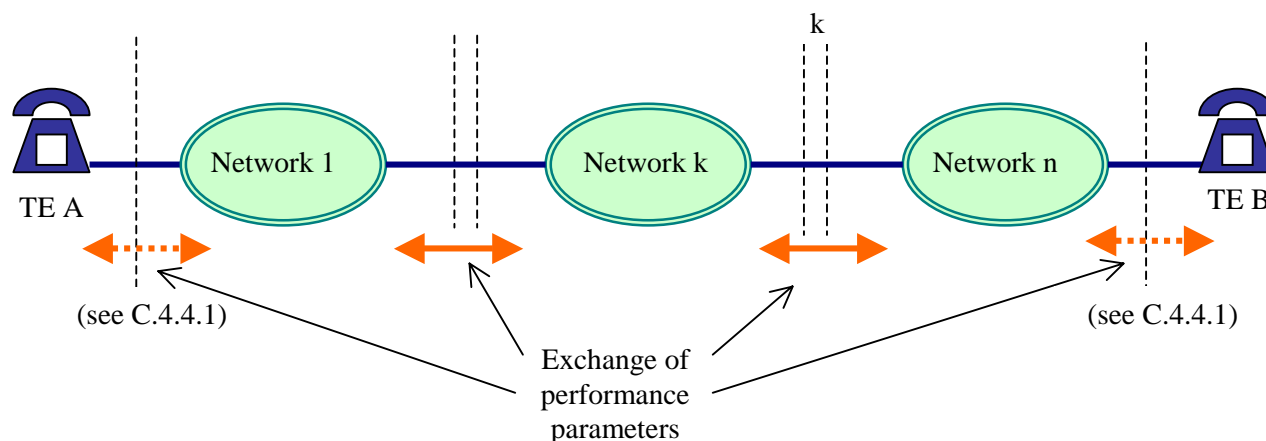 k
Network 1
Network k
Network n
TE A
TE B
(see C.4.4.1)
(see C.4.4.1)
Exchange of
performance
parameters